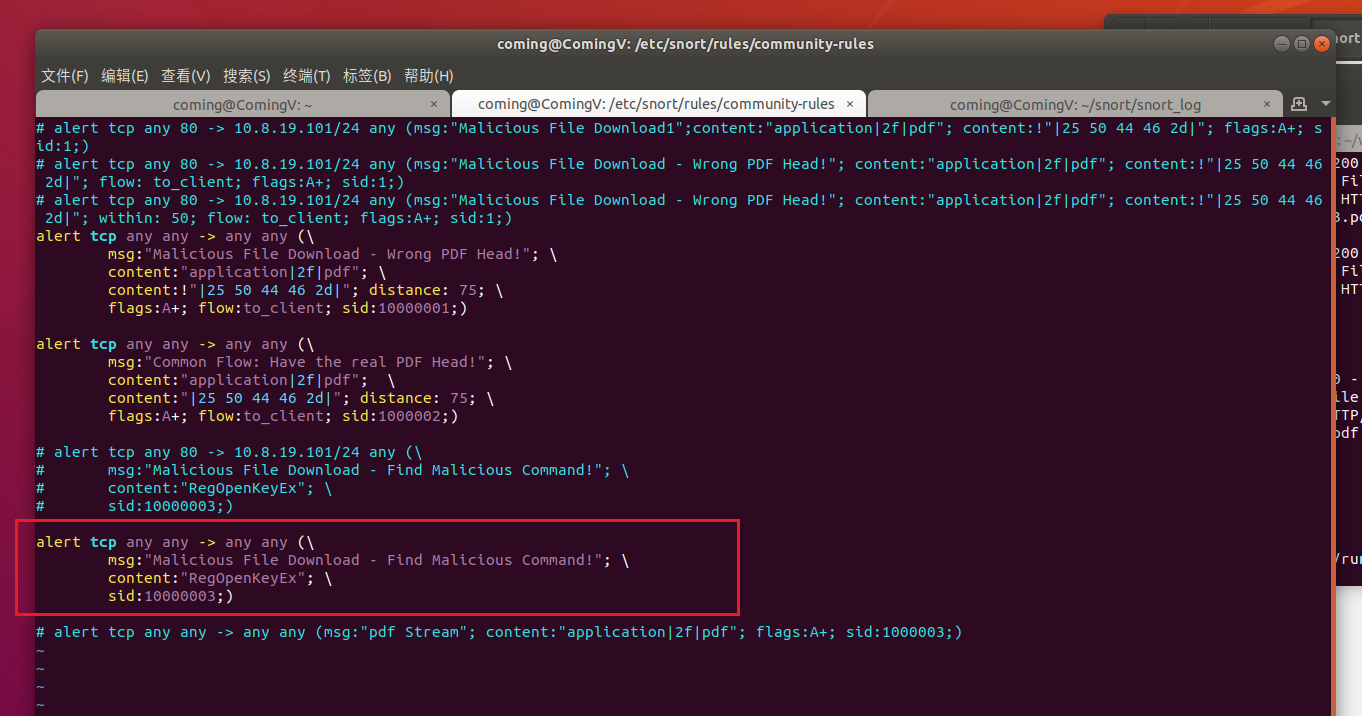 coming@ComingV: /etc/snort/rules/community-rules
文件(F) 编辑(E) 查看(V) 搜索(S) 终端(T) 标签(B) 帮助(H)
coming@ComingV: ~ × coming@ComingV: /etc/snort/rules/community-rules × coming@ComingV: ~/snort/snort_log ×
# alert tcp any 80 -> 10.8.19.101/24 any (msg:"Malicious File Download1";content:"application|2f|pdf"; content:!"|25 50 44 46 2d|"; flags:A+; s
id:1;)
# alert tcp any 80 -> 10.8.19.101/24 any (msg:"Malicious File Download - Wrong PDF Head!"; content:"application|2f|pdf"; content:!"|25 50 44 46
 2d|"; flow: to_client; flags:A+; sid:1;)
# alert tcp any 80 -> 10.8.19.101/24 any (msg:"Malicious File Download - Wrong PDF Head!"; content:"application|2f|pdf"; content:!"|25 50 44 46
 2d|"; within: 50; flow: to_client; flags:A+; sid:1;)
alert tcp any any -> any any (\
        msg:"Malicious File Download - Wrong PDF Head!"; \
        content:"application|2f|pdf"; \
        content:!"|25 50 44 46 2d|"; distance: 75; \
        flags:A+; flow:to_client; sid:10000001;)
alert tcp any any -> any any (\
        msg:"Common Flow: Have the real PDF Head!"; \
        content:"application|2f|pdf";  \
        content:"|25 50 44 46 2d|"; distance: 75; \
        flags:A+; flow:to_client; sid:1000002;)
# alert tcp any 80 -> 10.8.19.101/24 any (\
#       msg:"Malicious File Download - Find Malicious Command!"; \
#       content:"RegOpenKeyEx"; \
#       sid:10000003;)
alert tcp any any -> any any (\
        msg:"Malicious File Download - Find Malicious Command!"; \
        content:"RegOpenKeyEx"; \
        sid:10000003;)
# alert tcp any any -> any any (msg:"pdf Stream"; content:"application|2f|pdf"; flags:A+; sid:1000003;)
~
~
~
~
200
Fil
HTT
200
Fil
HTT